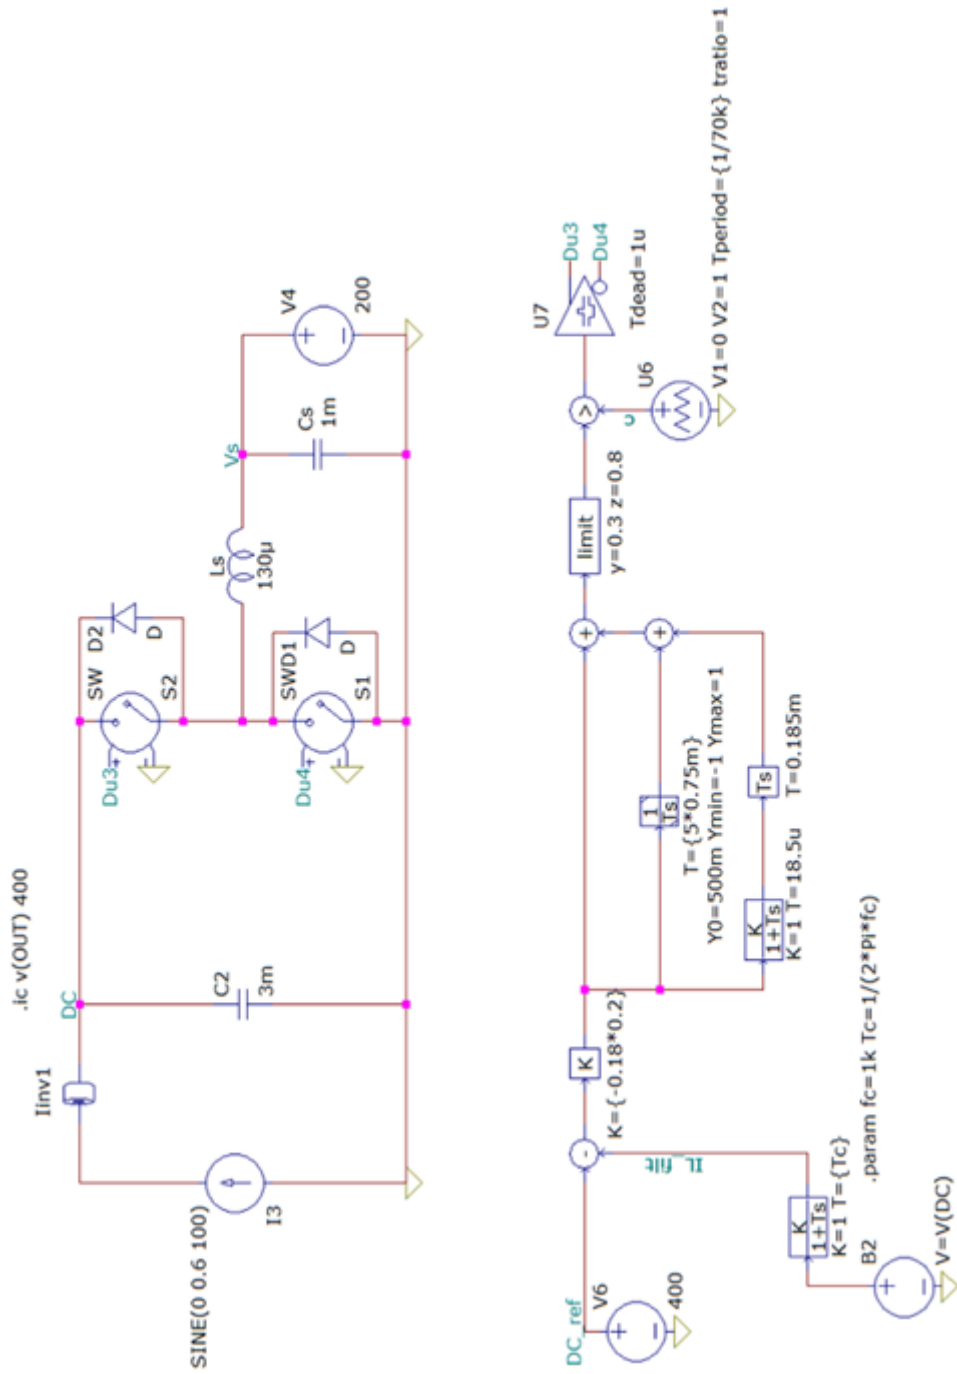 .ic v(OUT) 400
Iinv1
DC
SINE(0 0.6 100)
I3
C2
3m
Du3
+
SW
D2
S2
D
Du4
+
SWD1
S1
D
Ls
130µ
Vs
Cs
1m
V4
+
−
200
DC_ref
V6
+
−
400
-
K
K={-0.18*0.2}
IL_filt
K
1+Ts
K=1 T={Tc}
.param fc=1k Tc=1/(2*Pi*fc)
B2
+
−
V=V(DC)
1
Ts
T={5*0.75m}
Y0=500m Ymin=-1 Ymax=1
K
1+Ts
K=1 T=18.5u
Ts
T=0.185m
+
+
limit
y=0.3 z=0.8
>
c
U6
+
−
V1=0 V2=1 Tperiod={1/70k} tratio=1
U7
Du3
Du4
Tdead=1u